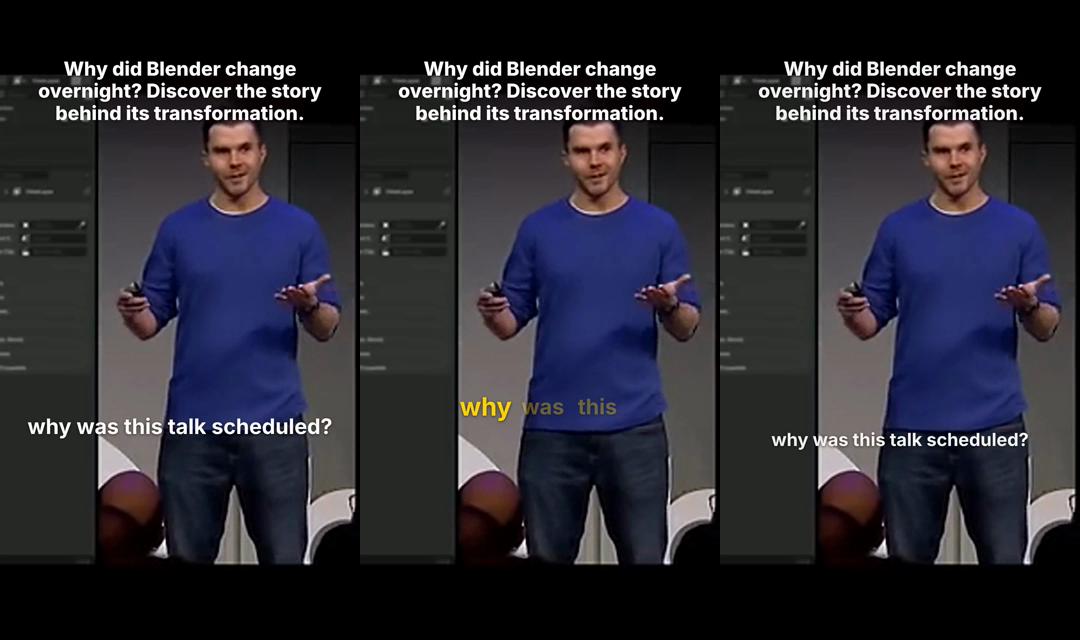 Why did Blender change
overnight? Discover the story
behind its transformation.
why was this talk scheduled?
Why did Blender change
overnight? Discover the story
behind its transformation.
why was this
Why did Blender change
overnight? Discover the story
behind its transformation.
why was this talk scheduled?